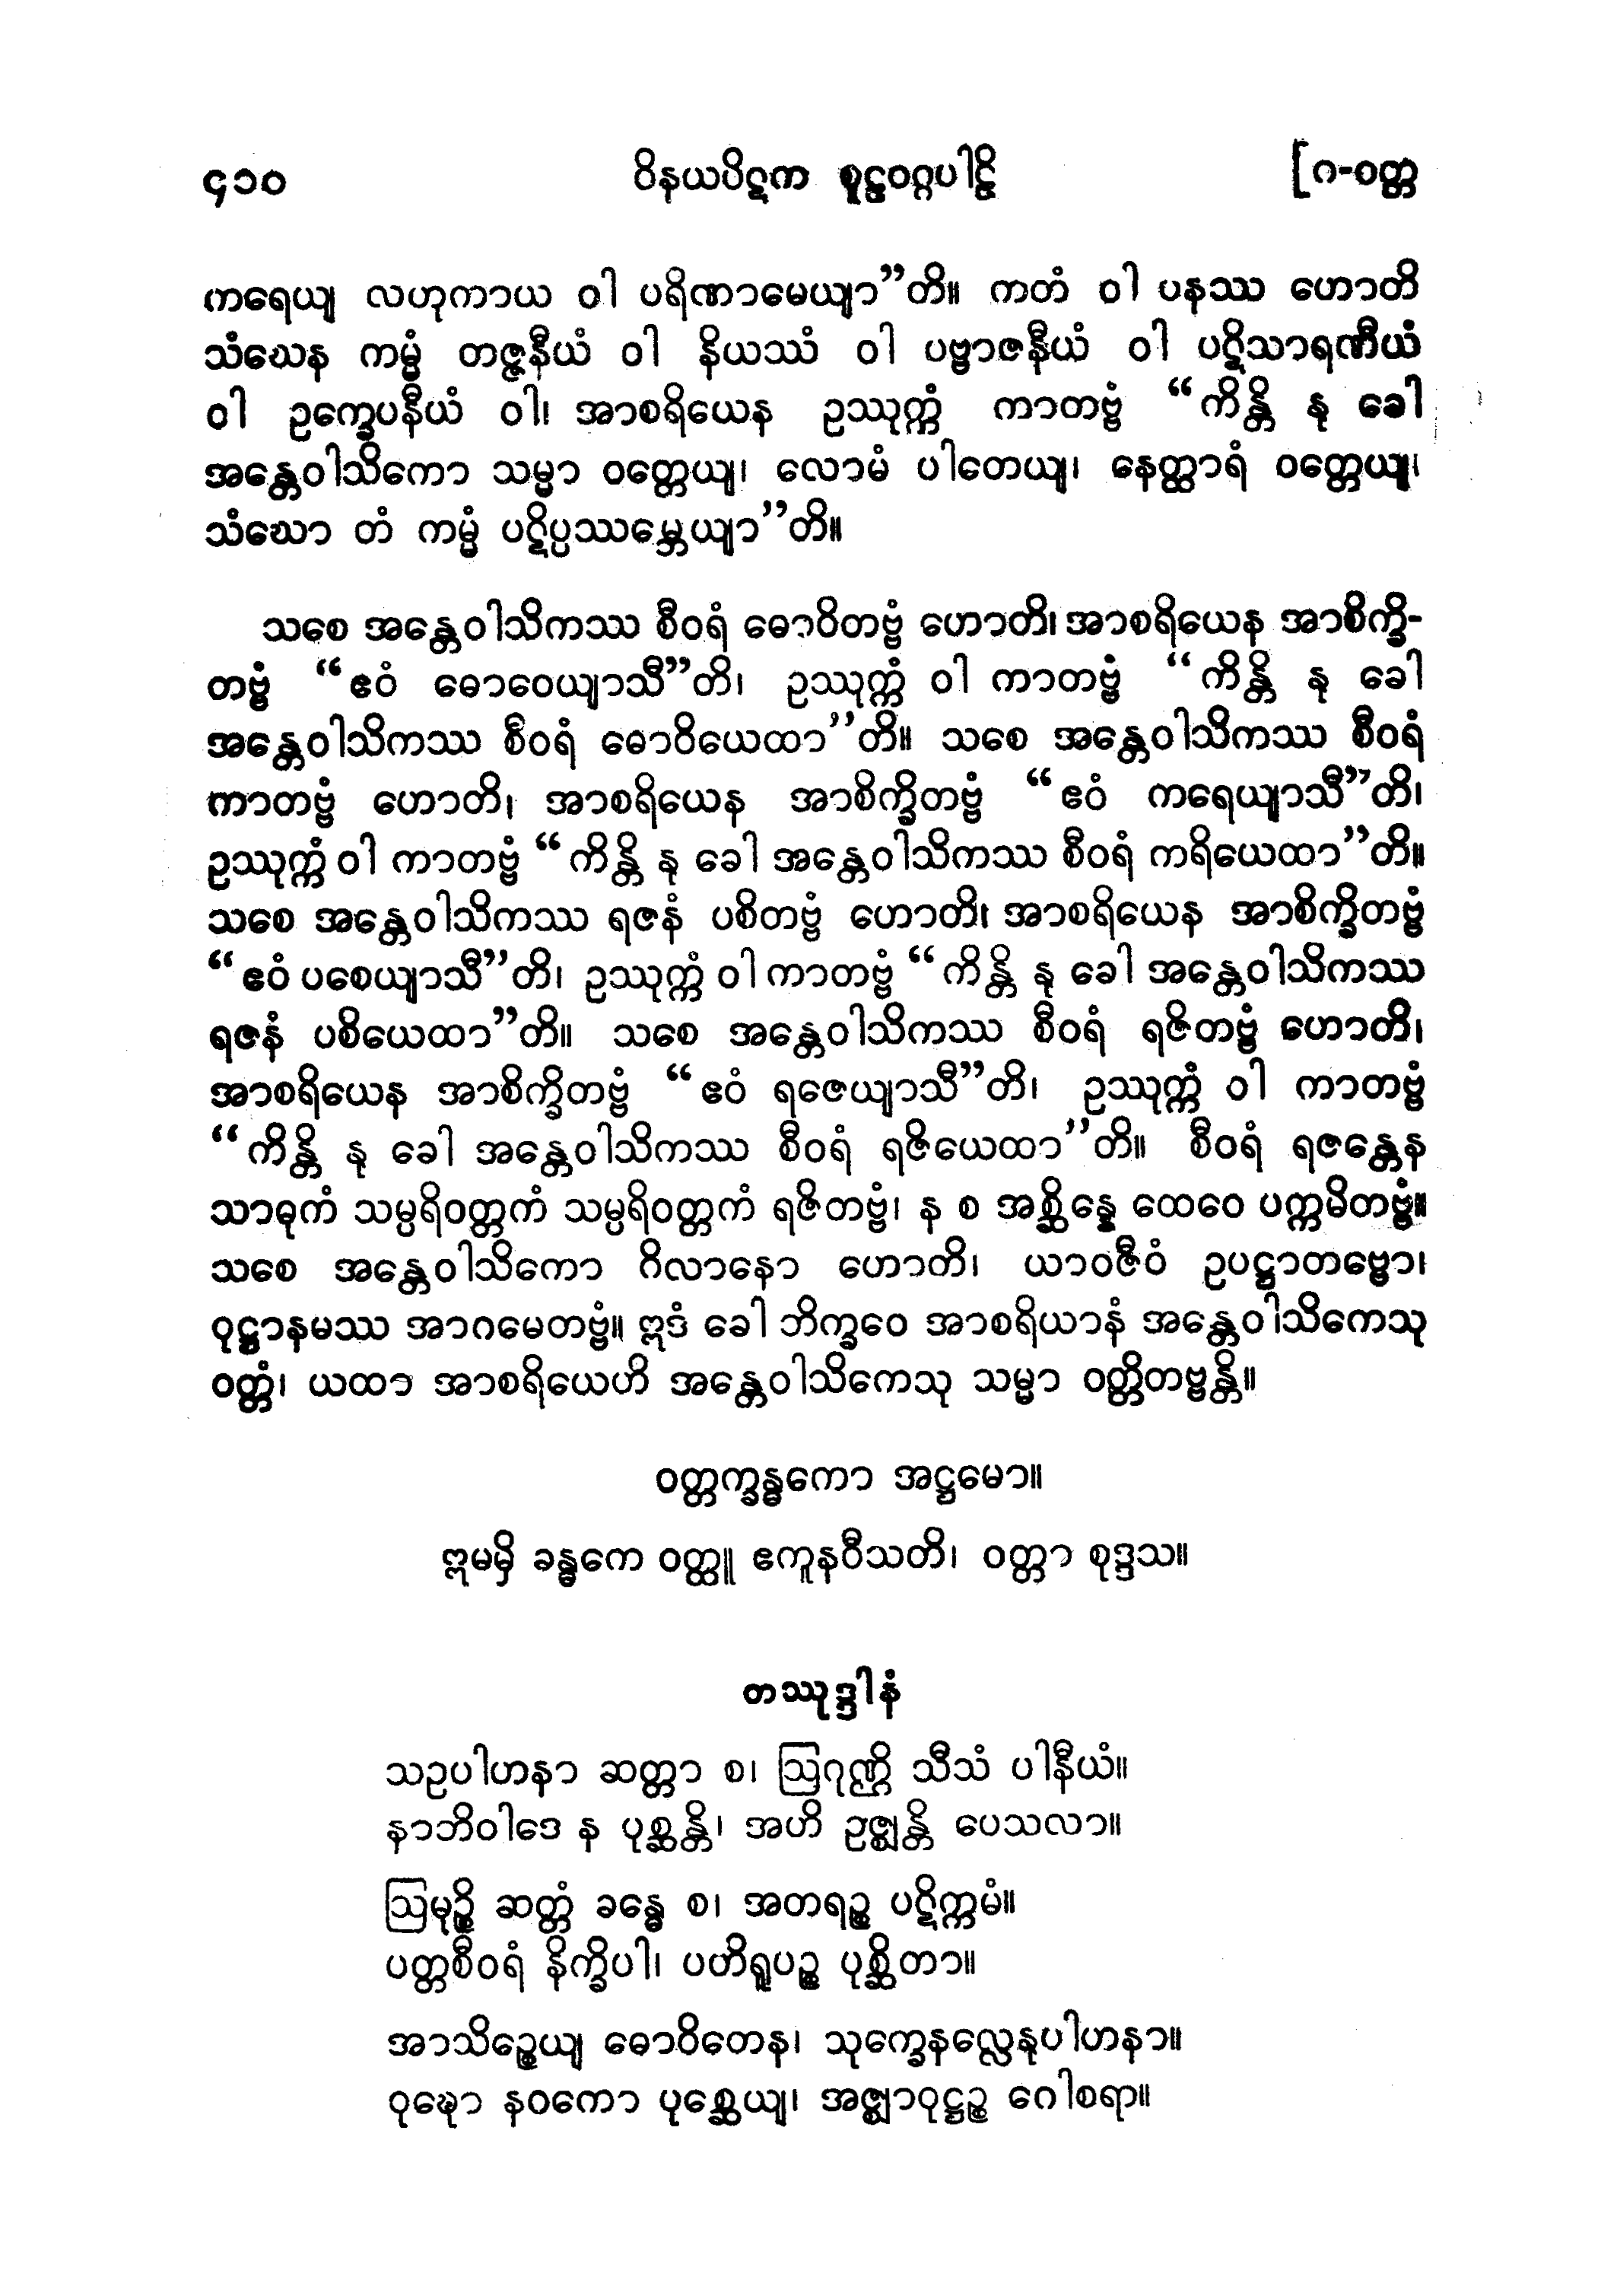 ၄၁၀ ဝိနယပိဋက စူဠဝဂ္ဂပါဠိ [၈-ဝတ္တ
ကရေယျ လဟုကာယ ဝါ ပရိဏာမေယျာ”တိ။ ကတံ ဝါ ပနဿ ဟောတိ
သံဃေန ကမ္မံ တဇ္ဇနီယံ ဝါ နိယဿံ ဝါ ပဗ္ဗာဇနီယံ ဝါ ပဋိသာရဏီယံ
ဝါ ဥက္ခေပနီယံ ဝါ၊ အာစရိယေန ဥဿုက္ကံ ကာတဗ္ဗံ “ကိန္တိ နု ခေါ
အန္တေဝါသိကော သမ္မာ ဝတ္တေယျ၊ လောမံ ပါတေယျ၊ နေတ္ထာရံ ဝတ္တေယျ၊
သံဃော တံ ကမ္မံ ပဋိပ္ပဿမ္ဘေယျာ”တိ။
သစေ အန္တေဝါသိကဿ စီဝရံ ဓောဝိတဗ္ဗံ ဟောတိ၊ အာစရိယေန အာစိက္ခိ-
တဗ္ဗံ “ဧဝံ ဓောဝေယျာသီ”တိ၊ ဥဿုက္ကံ ဝါ ကာတဗ္ဗံ “ကိန္တိ နု ခေါ
အန္တေဝါသိကဿ စီဝရံ ဓောဝိယေထာ”တိ။ သစေ အန္တေဝါသိကဿ စီဝရံ
ကာတဗ္ဗံ ဟောတိ၊ အာစရိယေန အာစိက္ခိတဗ္ဗံ “ဧဝံ ကရေယျာသီ”တိ၊
ဥဿုက္ကံ ဝါ ကာတဗ္ဗံ “ကိန္တိ နု ခေါ အန္တေဝါသိကဿ စီဝရံ ကရိယေထာ”တိ။
သစေ အန္တေဝါသိကဿ ရဇနံ ပစိတဗ္ဗံ ဟောတိ၊ အာစရိယေန အာစိက္ခိတဗ္ဗံ
“ဧဝံ ပစေယျာသီ”တိ၊ ဥဿုက္ကံ ဝါ ကာတဗ္ဗံ “ကိန္တိ နု ခေါ အန္တေဝါသိကဿ
ရဇနံ ပစိယေထာ”တိ။ သစေ အန္တေဝါသိကဿ စီဝရံ ရဇိတဗ္ဗံ ဟောတိ၊
အာစရိယေန အာစိက္ခိတဗ္ဗံ “ဧဝံ ရဇေယျာသီ”တိ၊ ဥဿုက္ကံ ဝါ ကာတဗ္ဗံ
“ကိန္တိ နု ခေါ အန္တေဝါသိကဿ စီဝရံ ရဇိယေထာ”တိ။ စီဝရံ ရဇန္တေန
သာဓုကံ သမ္ပရိဝတ္တကံ သမ္ပရိဝတ္တကံ ရဇိတဗ္ဗံ၊ န စ အစ္ဆိန္နေ ထေဝေ ပက္ကမိတဗ္ဗံ။
သစေ အန္တေဝါသိကော ဂိလာနော ဟောတိ၊ ယာဝဇီဝံ ဥပဋ္ဌာတဗ္ဗော၊
ဝုဋ္ဌာနမဿ အာဂမေတဗ္ဗံ။ ဣဒံ ခေါ ဘိက္ခဝေ အာစရိယာနံ အန္တေဝါသိကေသု
ဝတ္တံ၊ ယထာ အာစရိယေဟိ အန္တေဝါသိကေသု သမ္မာ ဝတ္တိတဗ္ဗန္တိ။
ဝတ္တက္ခန္ဓကော အဋ္ဌမော။
ဣမမှိ ခန္ဓကေ ဝတ္ထူ ဧကူနဝီသတိ၊ ဝတ္တာ စုဒ္ဒသ။
တဿုဒ္ဒါနံ
သဥပါဟနာ ဆတ္တာ စ၊ ဩဂုဏ္ဌိ သီသံ ပါနီယံ။
နာဘိဝါဒေ န ပုစ္ဆန္တိ၊ အဟိ ဥဇ္ဈန္တိ ပေသလာ။
ဩမုဉ္စိ ဆတ္တံ ခန္ဓေ စ၊ အတရဉ္စ ပဋိက္ကမံ။
ပတ္တစီဝရံ နိက္ခိပါ၊ ပတိရူပဉ္စ ပုစ္ဆိတာ။
အာသိဉ္စေယျ ဓောဝိတေန၊ သုက္ခေနလ္လေနုပါဟနာ။
ဝုဍ္ဎော နဝကော ပုစ္ဆေယျ၊ အဇ္ဈာဝုဋ္ဌဉ္စ ဂေါစရာ။